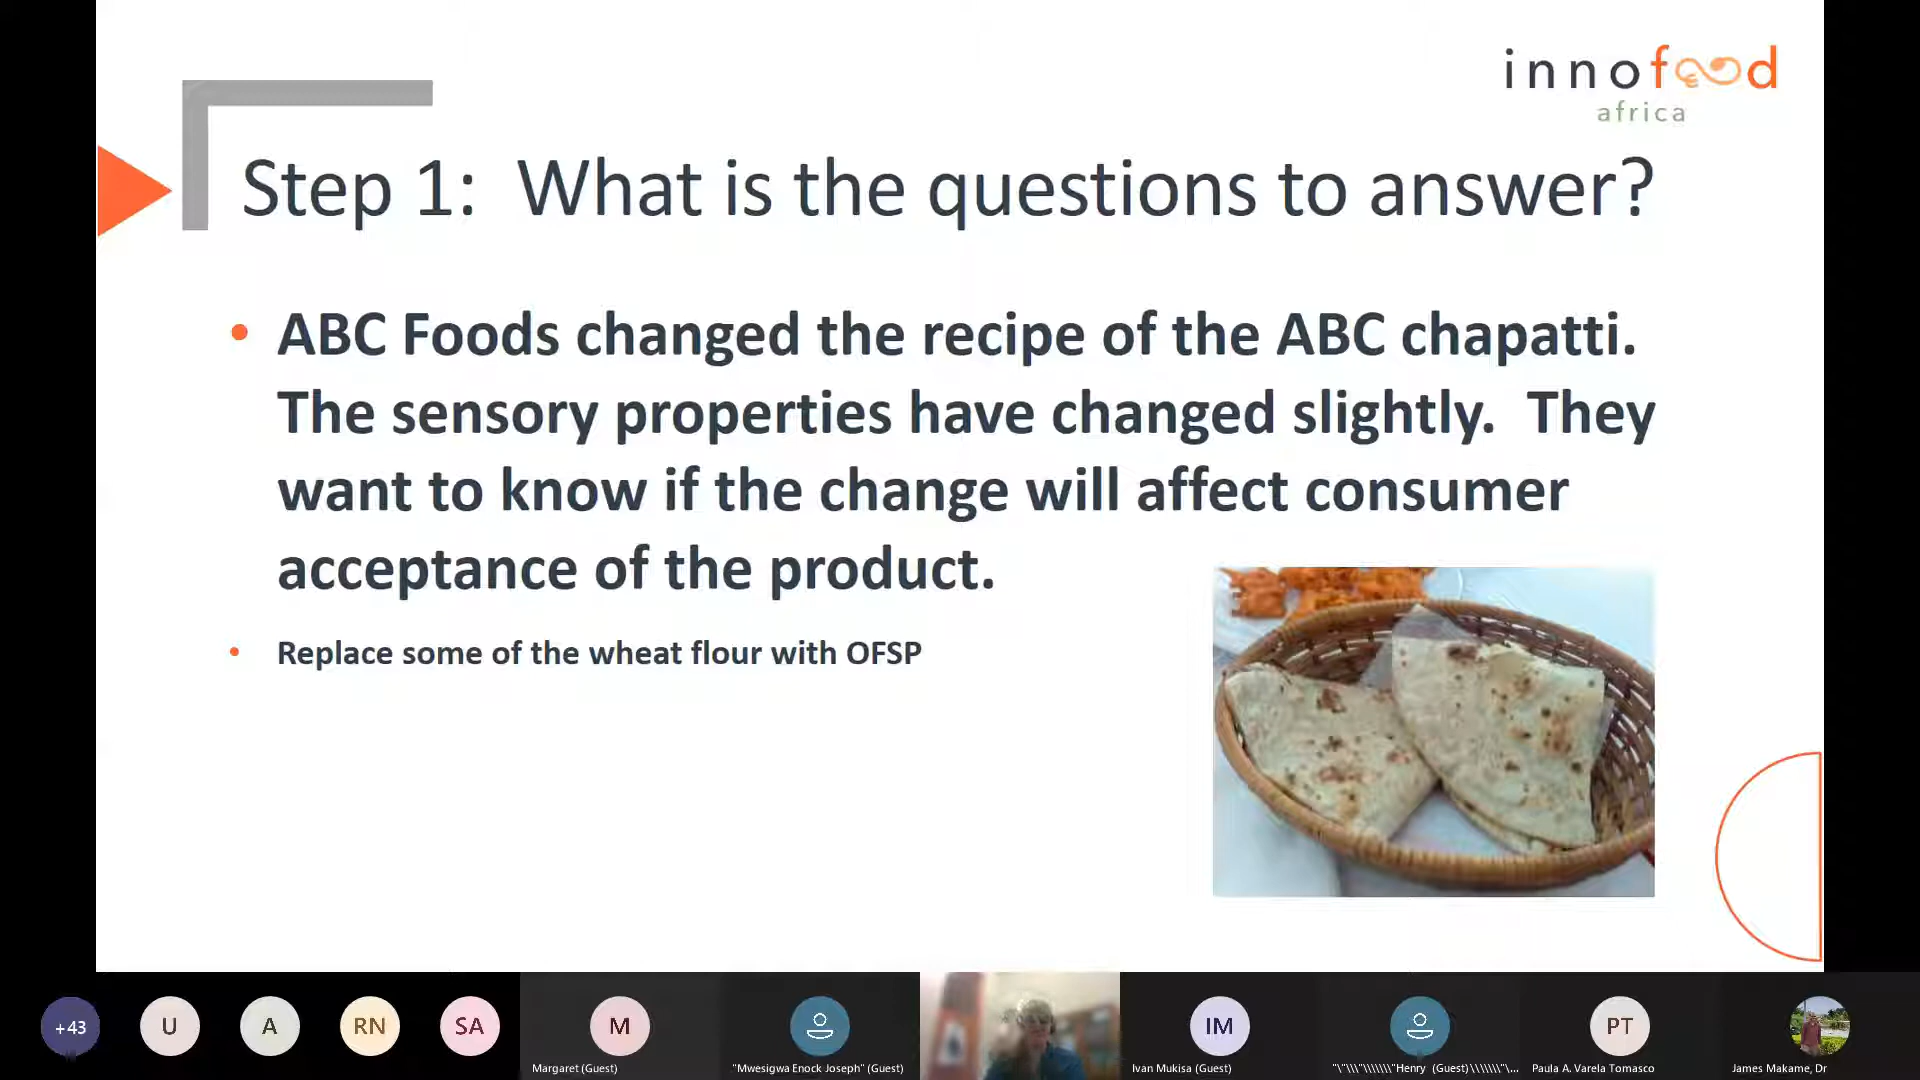 innofood
africa
Step 1: What is the questions to answer?
• ABC Foods changed the recipe of the ABC chapatti.
The sensory properties have changed slightly. They
want to know if the change will affect consumer
acceptance of the product.
• Replace some of the wheat flour with OFSP
+43
U
A
RN
SA
M
IM
PT
Margaret (Guest)
"Mwesigwa Enock Joseph" (Guest)
Ivan Mukisa (Guest)
"\"\\\"\\\\\\\"Henry (Guest)\\\\\\\"\...
Paula A. Varela Tomasco
James Makame, Dr